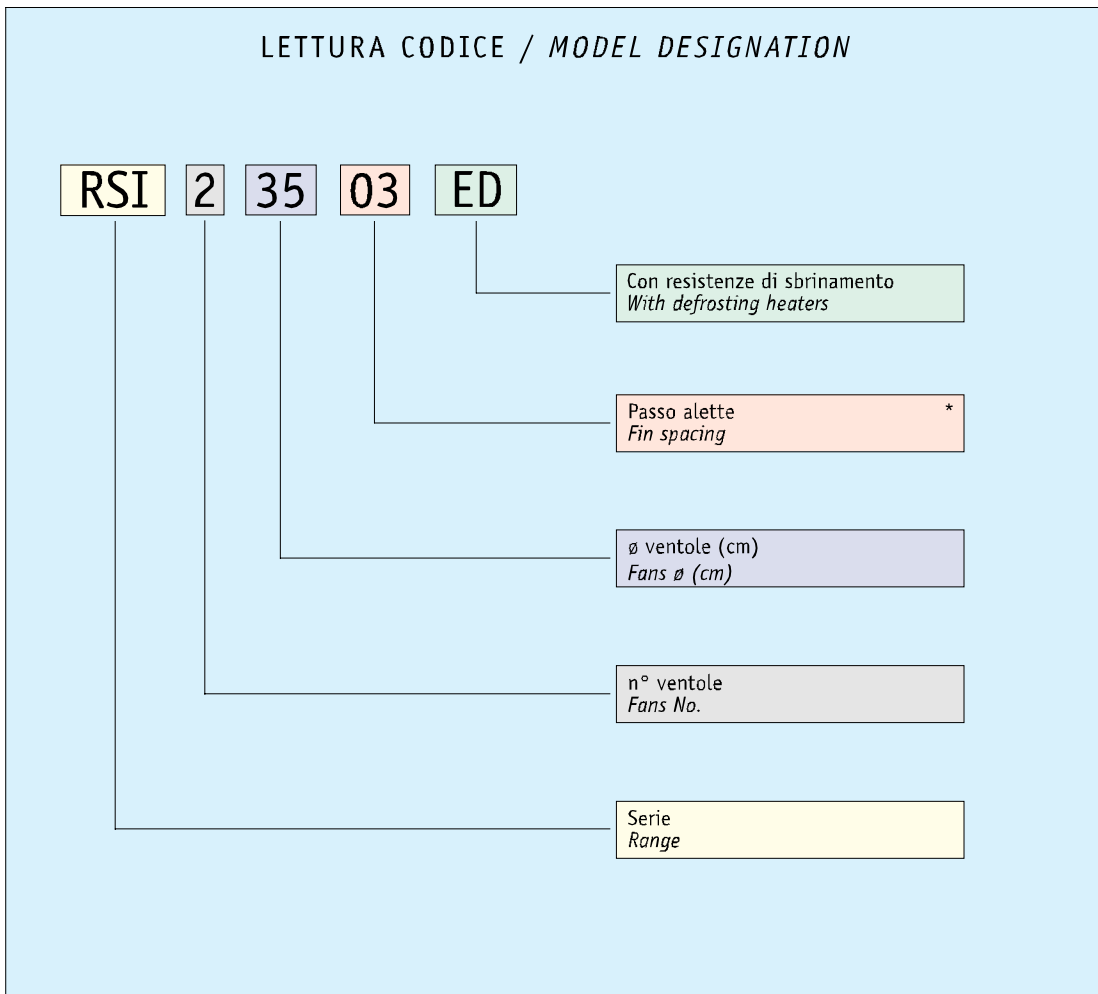 LETTURA CODICE / MODEL DESIGNATION
RSI 2 35 03 ED
Con resistenze di sbrinamento
With defrosting heaters
Passo alette *
Fin spacing
ø ventole (cm)
Fans ø (cm)
n° ventole
Fans No.
Serie
Range